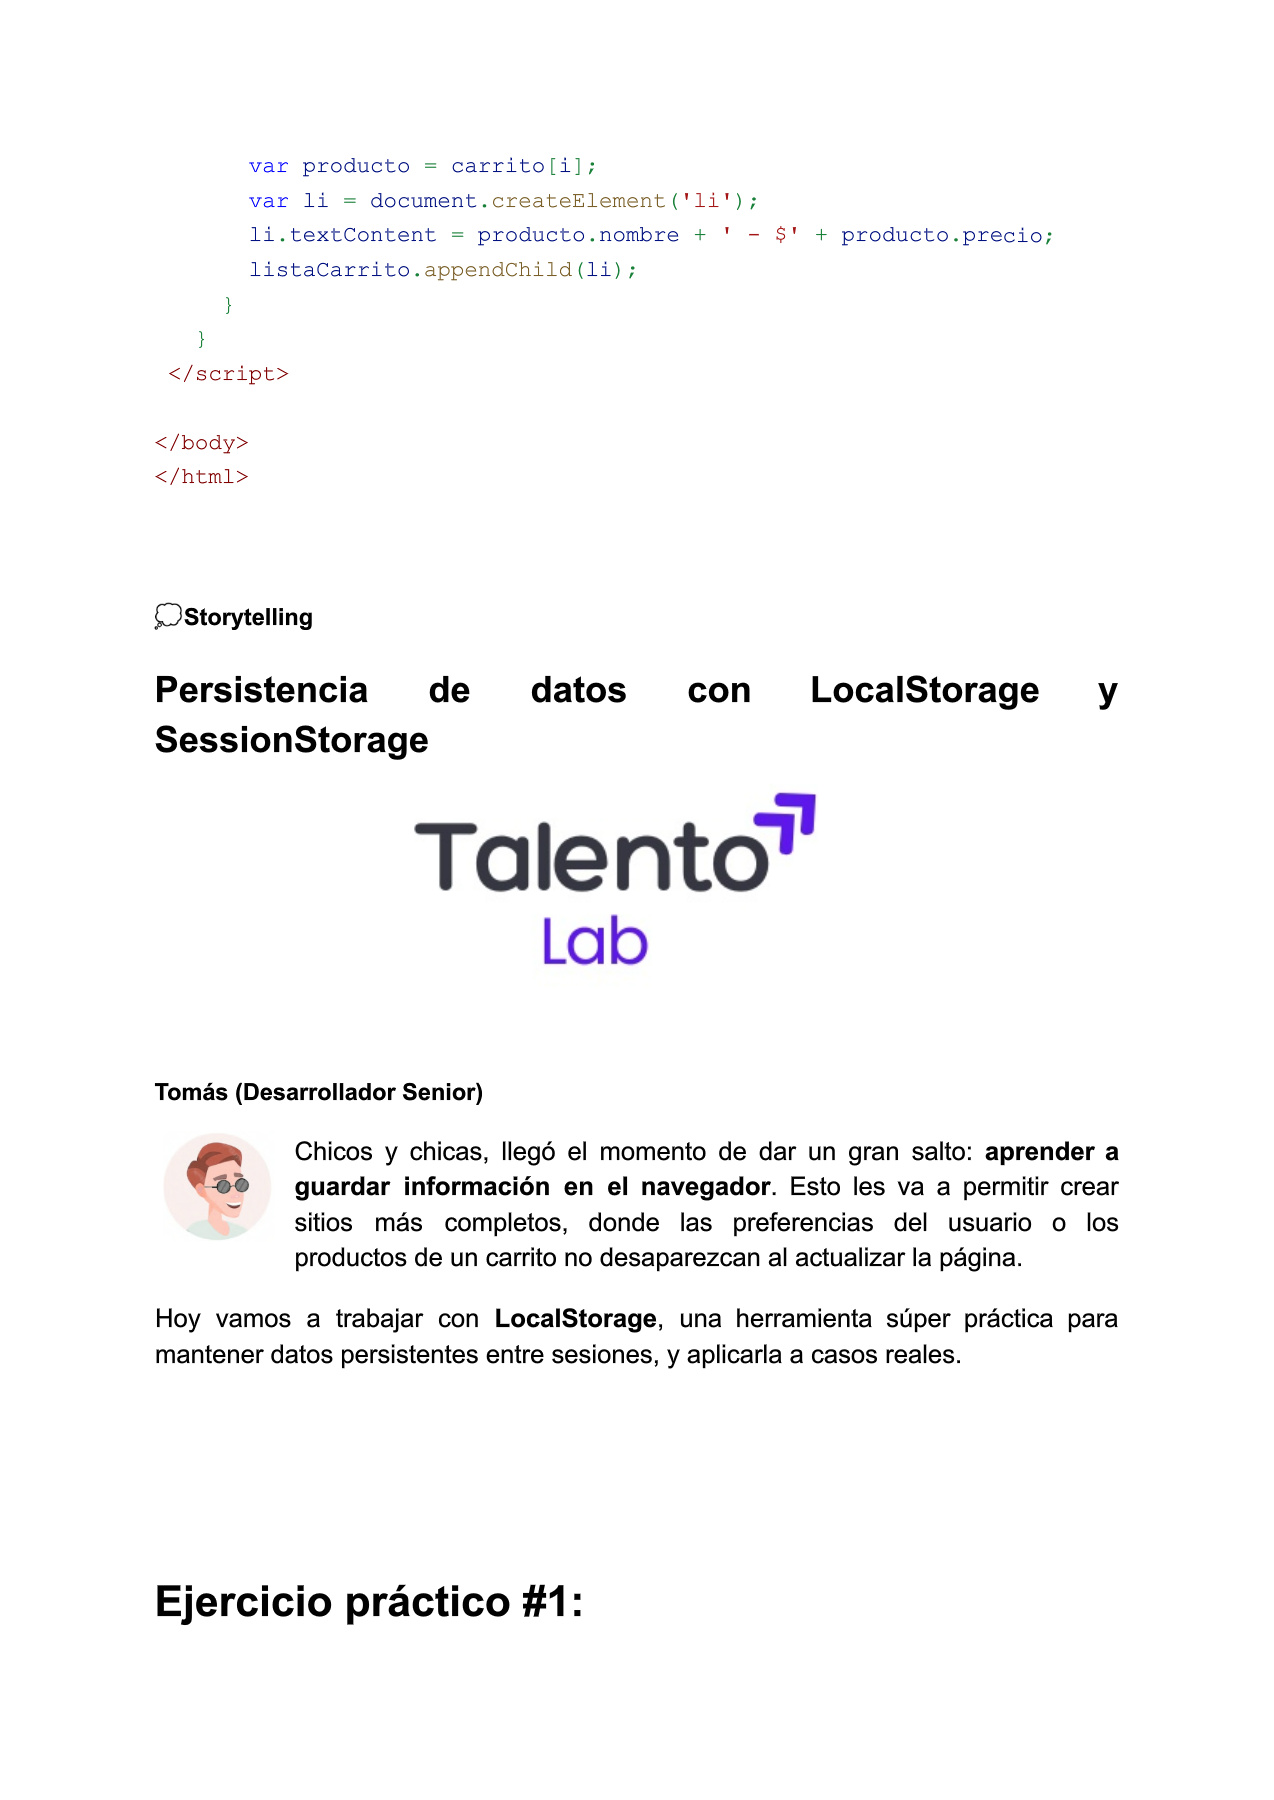 var producto = carrito[i];
var li = document.createElement('li');
li.textContent = producto.nombre + ' - $' + producto.precio;
listaCarrito.appendChild(li);
}
}
</script>
</body>
</html>
Storytelling
Persistencia de datos con LocalStorage y
SessionStorage
Talento
Lab
Tomás (Desarrollador Senior)
Chicos y chicas, llegó el momento de dar un gran salto: aprender a
guardar información en el navegador. Esto les va a permitir crear
sitios más completos, donde las preferencias del usuario o los
productos de un carrito no desaparezcan al actualizar la página.
Hoy vamos a trabajar con LocalStorage, una herramienta súper práctica para
mantener datos persistentes entre sesiones, y aplicarla a casos reales.
Ejercicio práctico #1: